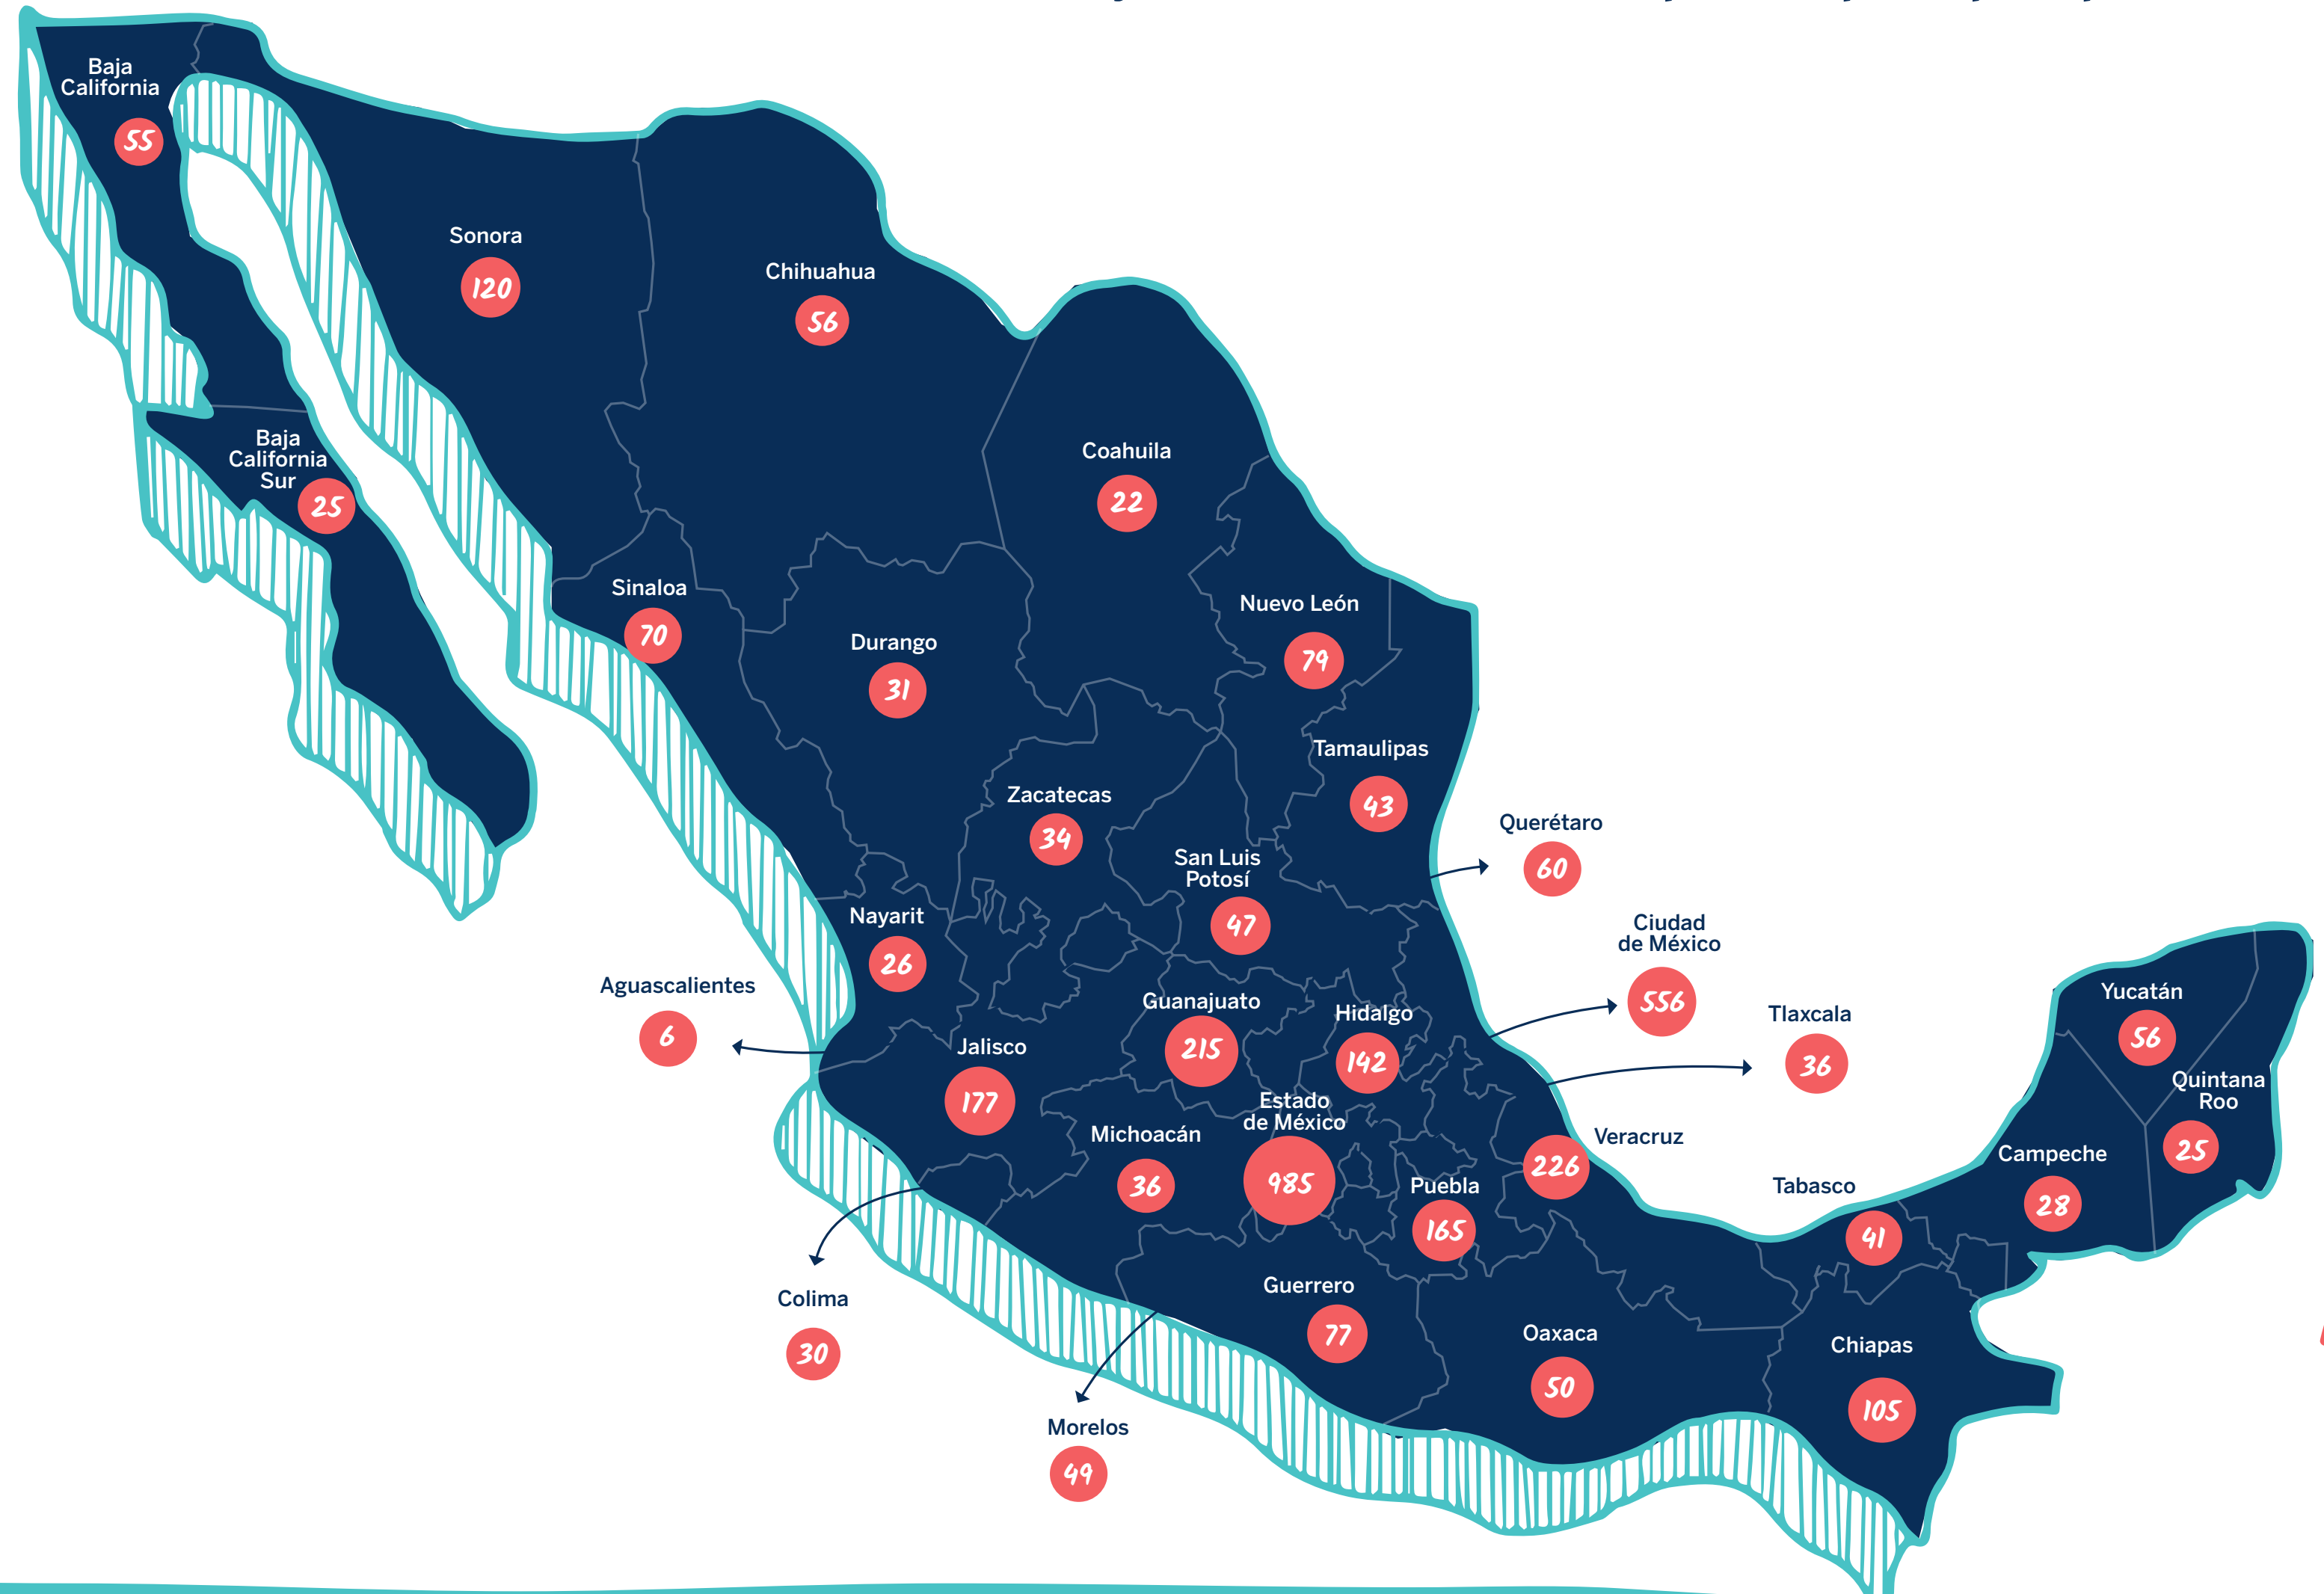 Baja
California
55
Sonora
120
Chihuahua
56
Baja
California
Sur
25
Coahuila
22
Sinaloa
70
Durango
31
Nuevo León
79
Tamaulipas
43
Zacatecas
34
Querétaro
60
San Luis
Potosí
47
Nayarit
26
Ciudad
de México
556
Aguascalientes
6
Tlaxcala
36
Guanajuato
215
Hidalgo
142
Jalisco
177
Yucatán
56
Quintana
Roo
25
Estado
de México
985
Michoacán
36
Veracruz
226
Puebla
165
Campeche
28
Tabasco
41
Colima
30
Guerrero
77
Oaxaca
50
Chiapas
105
Morelos
49